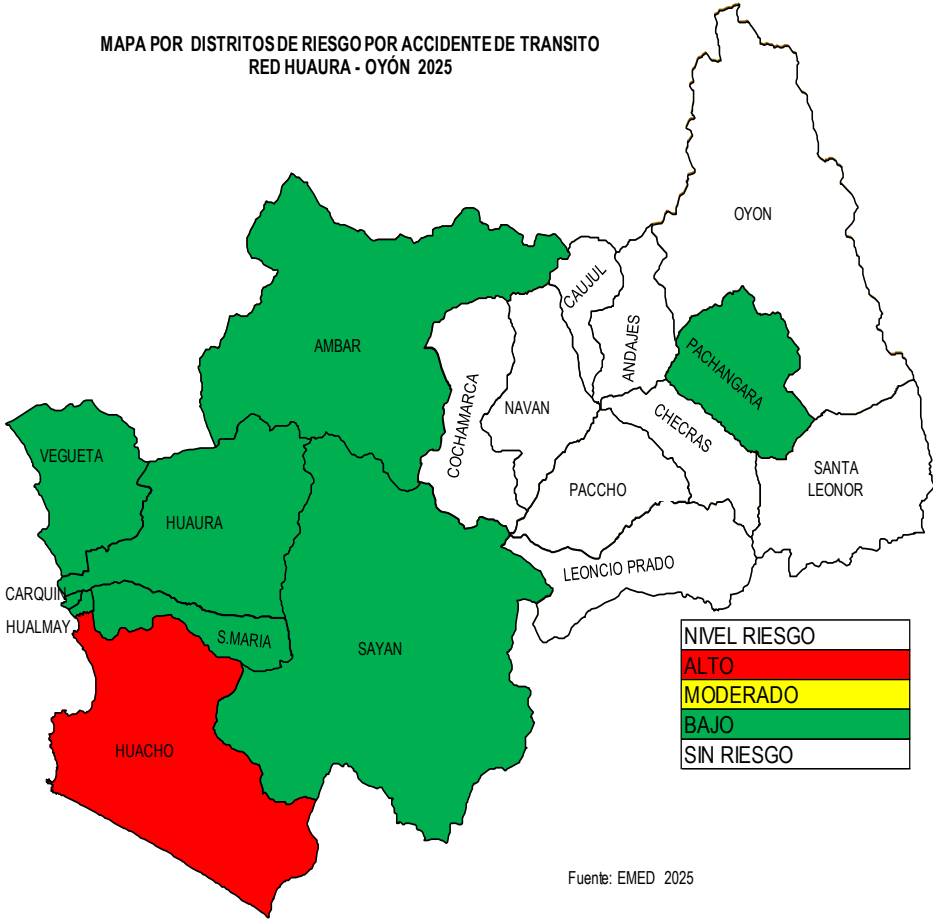 MAPA POR DISTRITOS DE RIESGO POR ACCIDENTE DE TRANSITO
RED HUAURA - OYÓN 2025
OYON
CAUJUL
ANDAJES
AMBAR
PACHANGARA
COCHAMARCA
NAVAN
CHECRAS
VEGUETA
SANTA
LEONOR
PACCHO
HUAURA
LEONCIO PRADO
CARQUIN
HUALMAY
S.MARIA
SAYAN
HUACHO
NIVEL RIESGO
ALTO
MODERADO
BAJO
SIN RIESGO
Fuente: EMED 2025